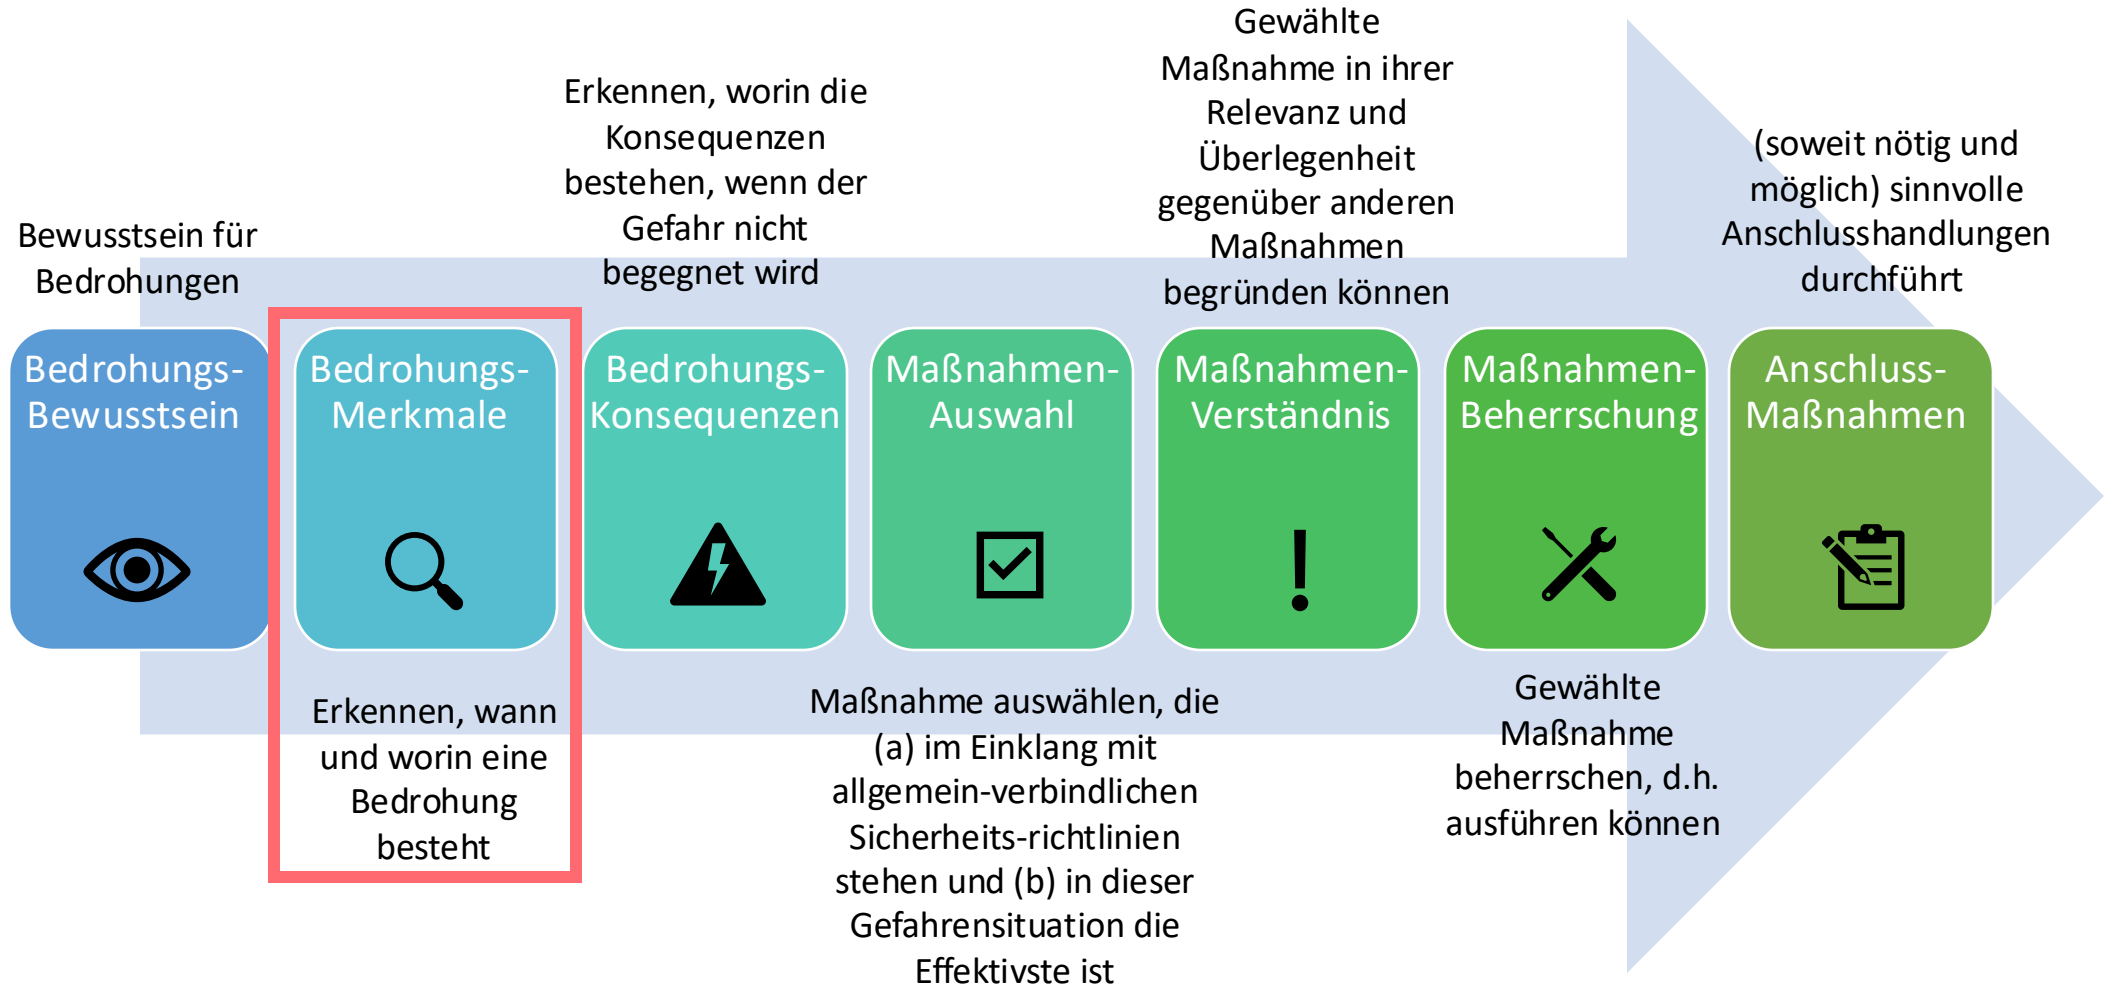 Bewusstsein für
Bedrohungen
Bedrohungs-
Bewusstsein
Bedrohungs-
Merkmale
Erkennen, wann
und worin eine
Bedrohung
besteht
Erkennen, worin die
Konsequenzen
bestehen, wenn der
Gefahr nicht
begegnet wird
Bedrohungs-
Konsequenzen
Maßnahmen-
Auswahl
Maßnahme auswählen, die
(a) im Einklang mit
allgemein-verbindlichen
Sicherheits-richtlinien
stehen und (b) in dieser
Gefahrensituation die
Effektivste ist
Gewählte
Maßnahme in ihrer
Relevanz und
Überlegenheit
gegenüber anderen
Maßnahmen
begründen können
Maßnahmen-
Verständnis
Maßnahmen-
Beherrschung
Gewählte
Maßnahme
beherrschen, d.h.
ausführen können
(soweit nötig und
möglich) sinnvolle
Anschlusshandlungen
durchführt
Anschluss-
Maßnahmen